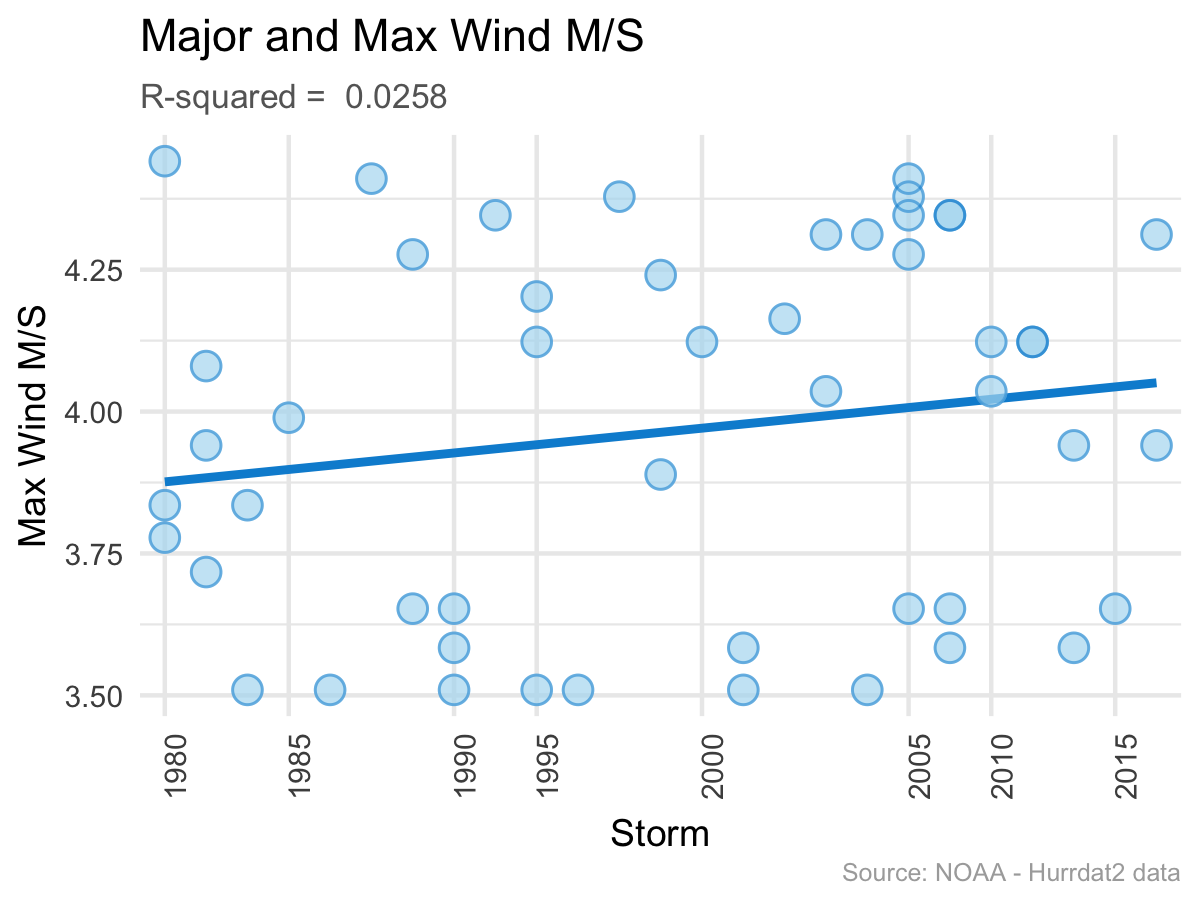 Major and Max Wind M/S
R-squared =  0.0258
Max Wind M/S
4.25
4.00
3.75
3.50
1980
1985
1990
1995
2000
2005
2010
2015
Storm
Source: NOAA - Hurrdat2 data